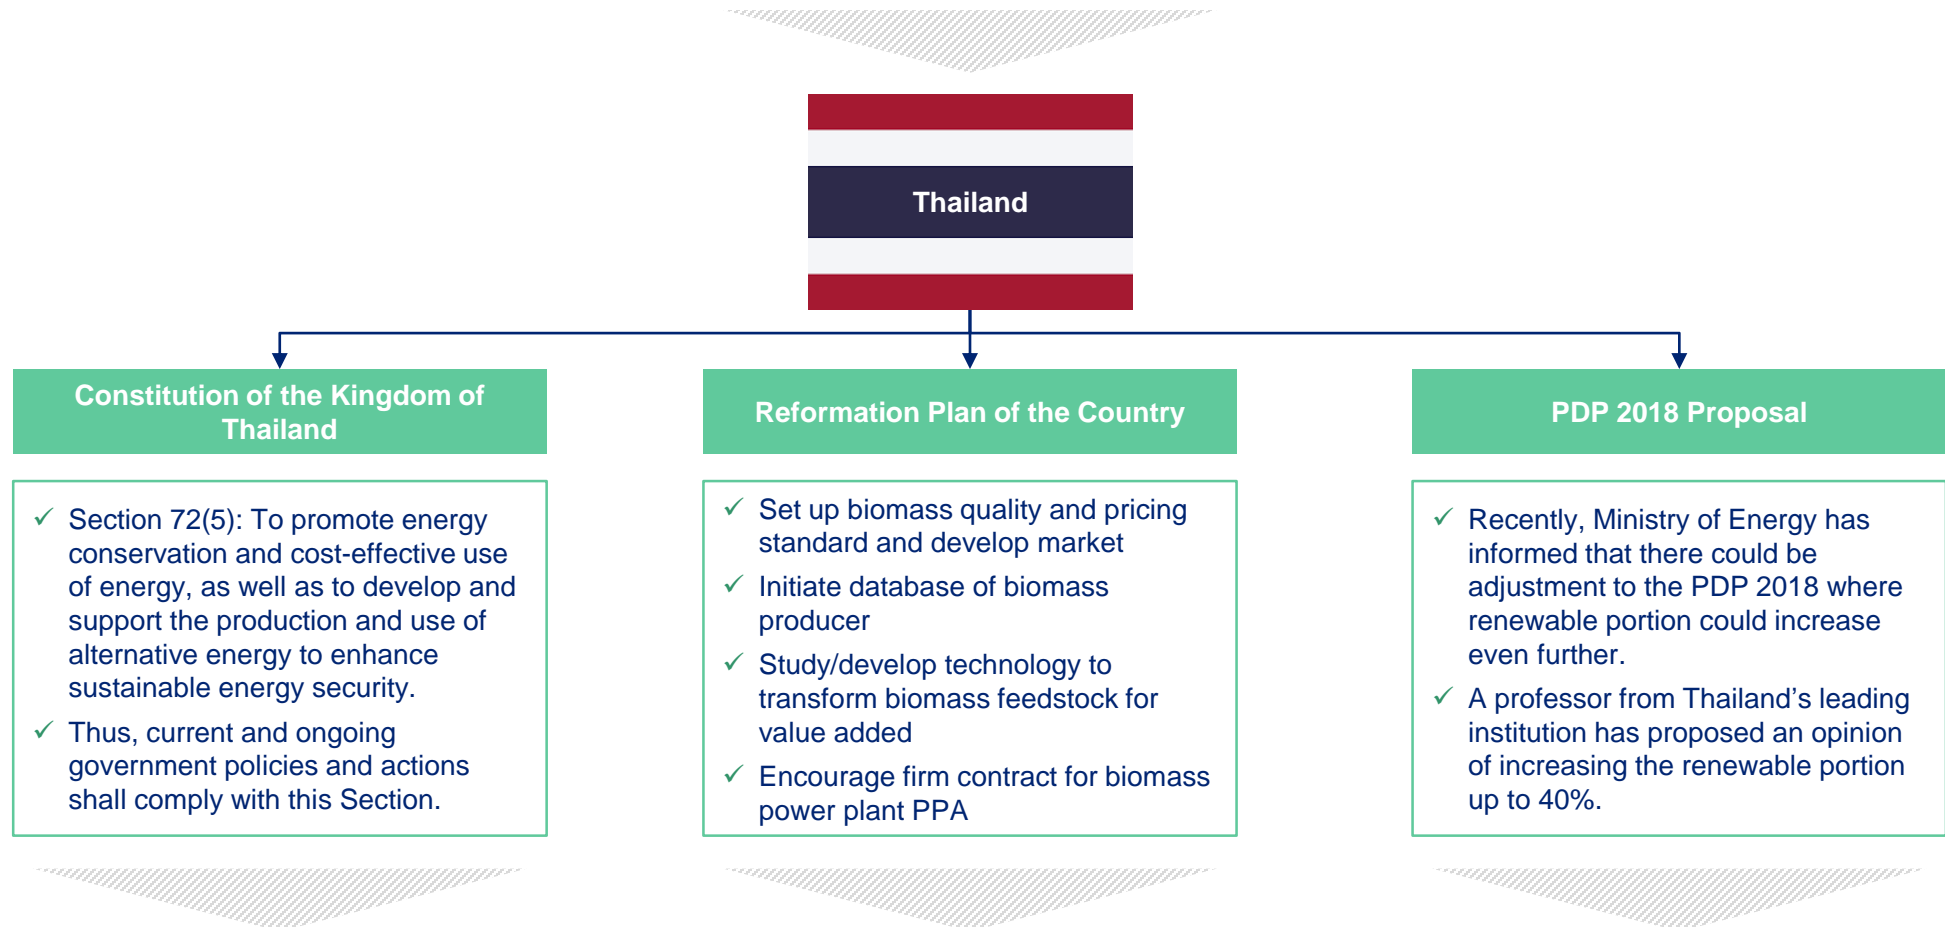 Thailand
Constitution of the Kingdom of
Thailand
Section 72(5): To promote energy
conservation and cost-effective use
of energy, as well as to develop and
support the production and use of
alternative energy to enhance
sustainable energy security.
Thus, current and ongoing
government policies and actions
shall comply with this Section.
Reformation Plan of the Country
Set up biomass quality and pricing
standard and develop market
Initiate database of biomass
producer
Study/develop technology to
transform biomass feedstock for
value added
Encourage firm contract for biomass
power plant PPA
PDP 2018 Proposal
Recently, Ministry of Energy has
informed that there could be
adjustment to the PDP 2018 where
renewable portion could increase
even further.
A professor from Thailand’s leading
institution has proposed an opinion
of increasing the renewable portion
up to 40%.